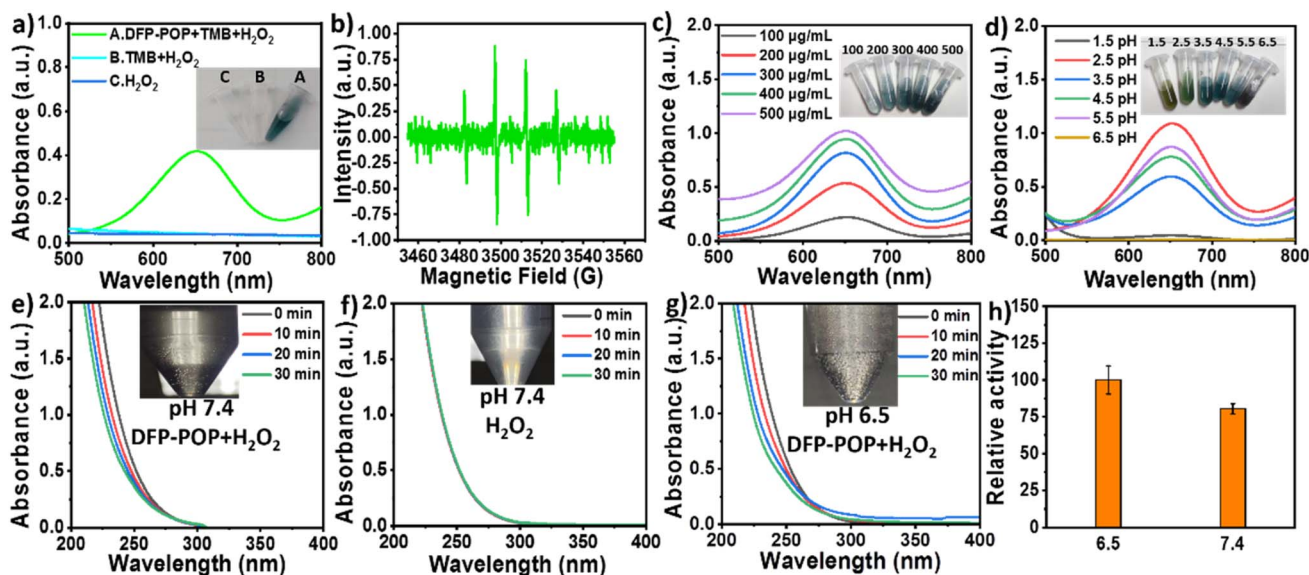 a)
1.0
0.8
0.6
0.4
0.2
0.0
Absorbance (a.u.)
A.DFP-POP+TMB+H₂O₂
B.TMB+H₂O₂
C.H₂O₂
C B A
500 600 700 800
Wavelength (nm)
b)
1.00
0.75
0.50
0.25
0.00
-0.25
-0.50
-0.75
-1.00
Intensity (a.u.)
3460 3480 3500 3520 3540 3560
Magnetic Field (G)
c)
2.0
1.5
1.0
0.5
0.0
Absorbance (a.u.)
100 µg/mL
200 µg/mL
300 µg/mL
400 µg/mL
500 µg/mL
100 200 300 400 500
500 600 700 800
Wavelength (nm)
d)
2.0
1.5
1.0
0.5
0.0
Absorbance (a.u.)
1.5 pH
2.5 pH
3.5 pH
4.5 pH
5.5 pH
6.5 pH
1.5 2.5 3.5 4.5 5.5 6.5
500 600 700 800
Wavelength (nm)
e)
2.0
1.5
1.0
0.5
0.0
Absorbance (a.u.)
0 min
10 min
20 min
30 min
pH 7.4
DFP-POP+H₂O₂
200 250 300 350 400
Wavelength (nm)
f)
2.0
1.5
1.0
0.5
0.0
Absorbance (a.u.)
0 min
10 min
20 min
30 min
pH 7.4
H₂O₂
200 250 300 350 400
Wavelength (nm)
g)
2.0
1.5
1.0
0.5
0.0
Absorbance (a.u.)
0 min
10 min
20 min
30 min
pH 6.5
DFP-POP+H₂O₂
200 250 300 350 400
Wavelength (nm)
h)
150
125
100
75
50
25
0
Relative activity
6.5 7.4